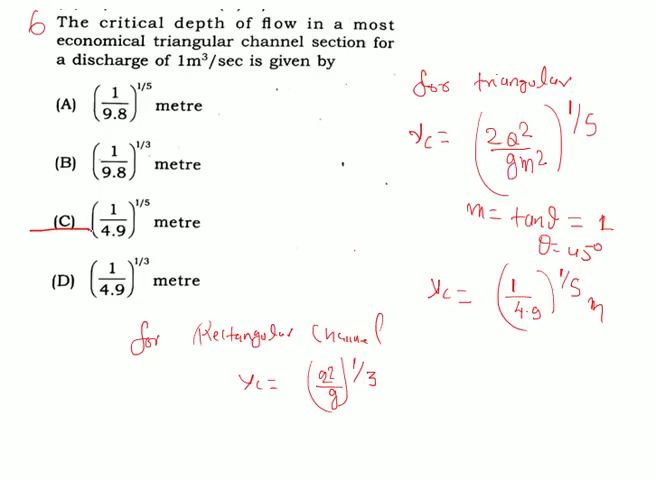 6 The critical depth of flow in a most
economical triangular channel section for
a discharge of 1m³/sec is given by
(A) (1/9.8)^1/5 metre
(B) (1/9.8)^1/3 metre
(C) (1/4.9)^1/5 metre
(D) (1/4.9)^1/3 metre
for triangular
yc = (2Q²/gm²)^1/5
m = tanθ = 1
θ = 45°
yc = (1/4.9)^1/5 m
for Rectangular Channel
yc = (q2/g)^1/3